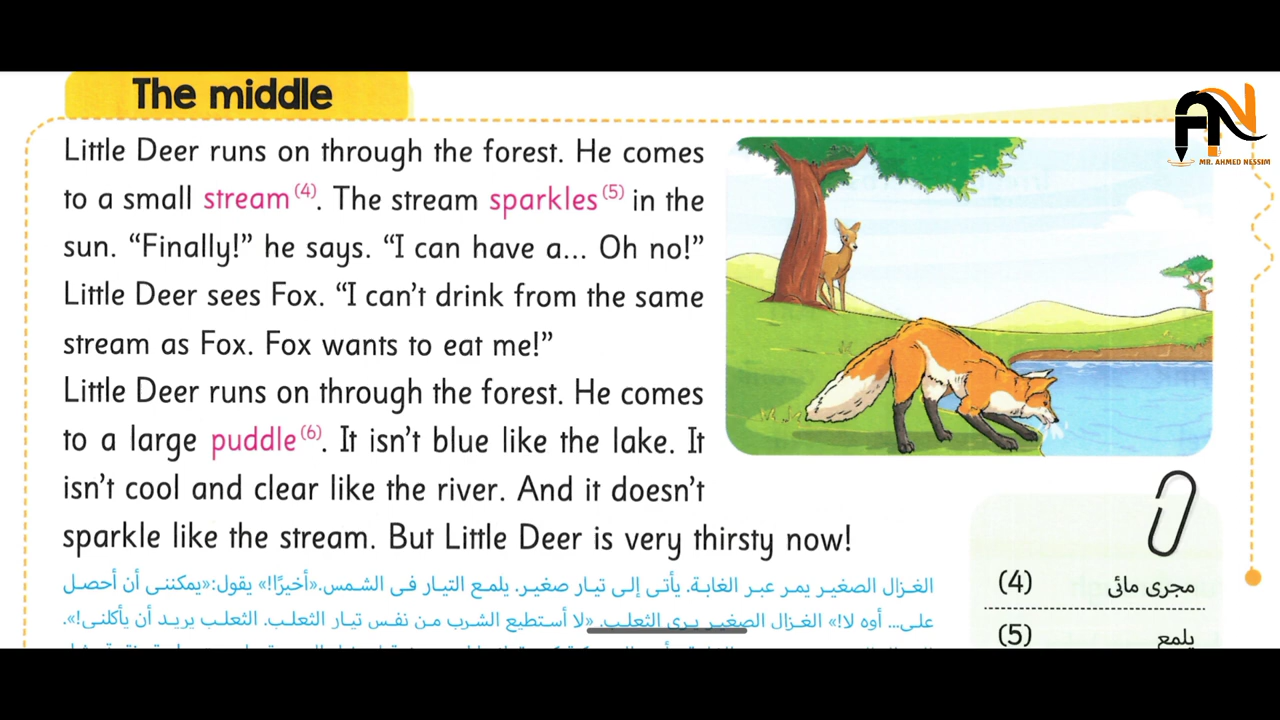 The middle
AN
MR. AHMED NESSIM
Little Deer runs on through the forest. He comes
to a small stream(4). The stream sparkles(5) in the
sun. “Finally!” he says. “I can have a... Oh no!”
Little Deer sees Fox. “I can’t drink from the same
stream as Fox. Fox wants to eat me!”
Little Deer runs on through the forest. He comes
to a large puddle(6). It isn’t blue like the lake. It
isn’t cool and clear like the river. And it doesn’t
sparkle like the stream. But Little Deer is very thirsty now!
الغزال الصغير يمر عبر الغابة. يأتى إلى تيار صغير. يلمع التيار فى الشمس.«أخيرًا!» يقول:«يمكننى أن أحصل
على... أوه لا!» الغزال الصغير يرى الثعلب. «لا أستطيع الشرب من نفس تيار الثعلب. الثعلب يريد أن يأكلنى!».
(4) مجرى مائى
(5) يلمع